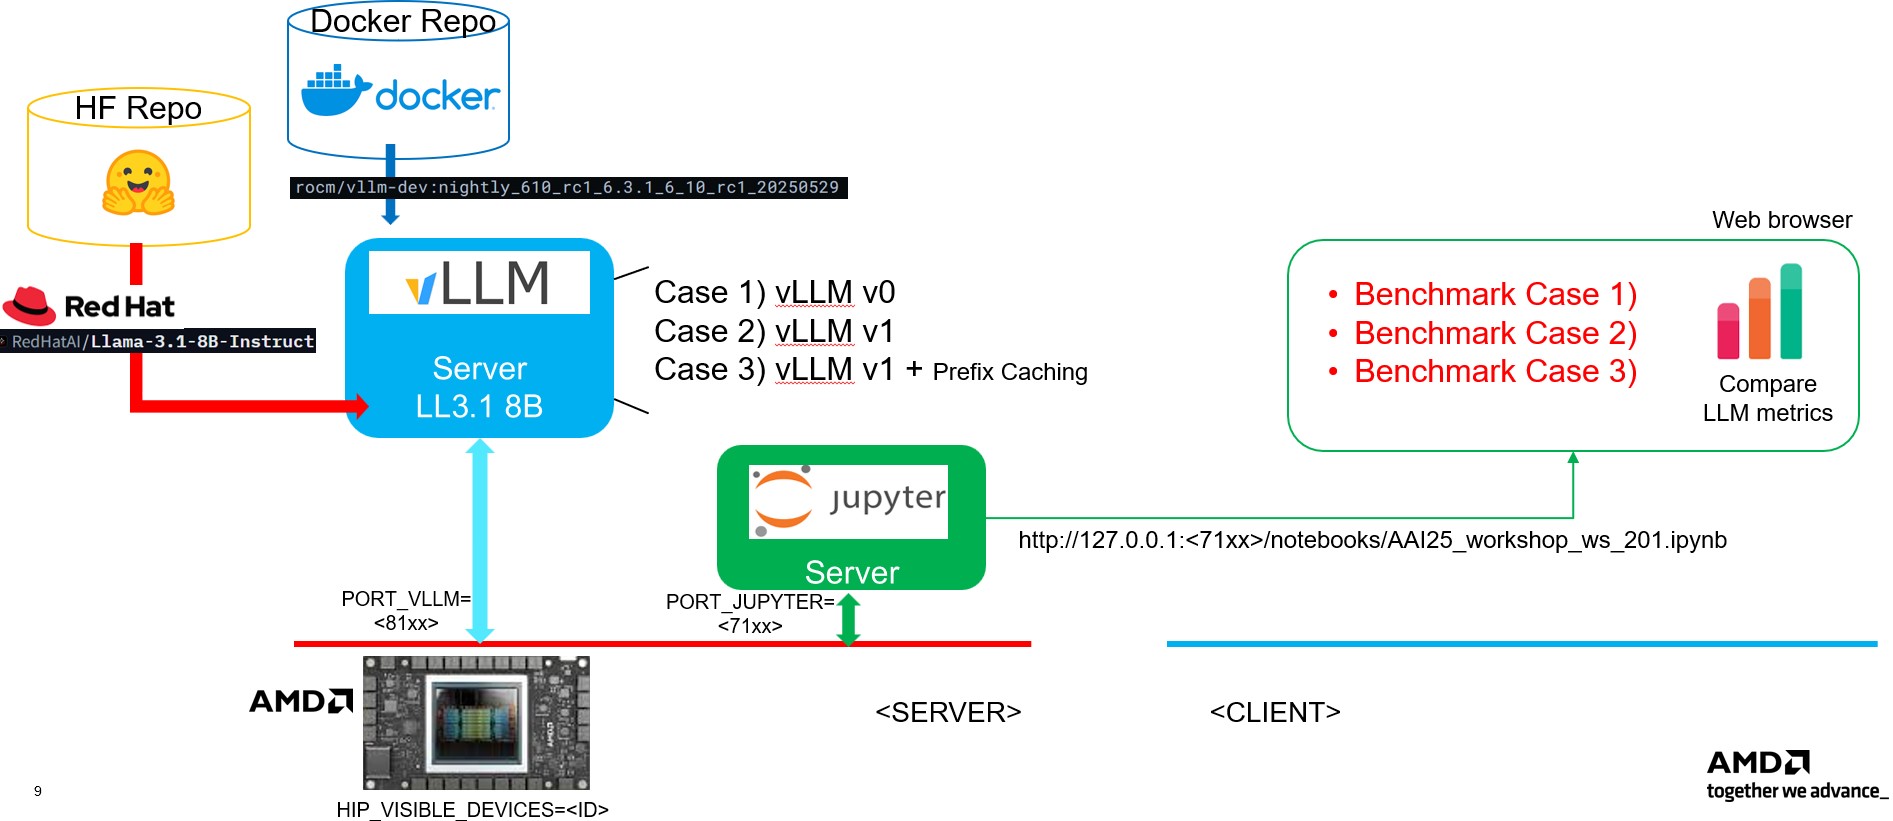 Docker Repo
docker
HF Repo
rocm/vllm-dev:nightly_610_rc1_6.3.1_6_10_rc1_20250529
Red Hat
RedHatAI/Llama-3.1-8B-Instruct
vLLM
Server
LL3.1 8B
Case 1) vLLM v0
Case 2) vLLM v1
Case 3) vLLM v1 + Prefix Caching
Web browser
• Benchmark Case 1)
• Benchmark Case 2)
• Benchmark Case 3)
Compare
LLM metrics
jupyter
Server
http://127.0.0.1:<71xx>/notebooks/AAI25_workshop_ws_201.ipynb
PORT_VLLM=
<81xx>
PORT_JUPYTER=
<71xx>
AMD
AMD
<SERVER>
<CLIENT>
HIP_VISIBLE_DEVICES=<ID>
9
AMD
together we advance_